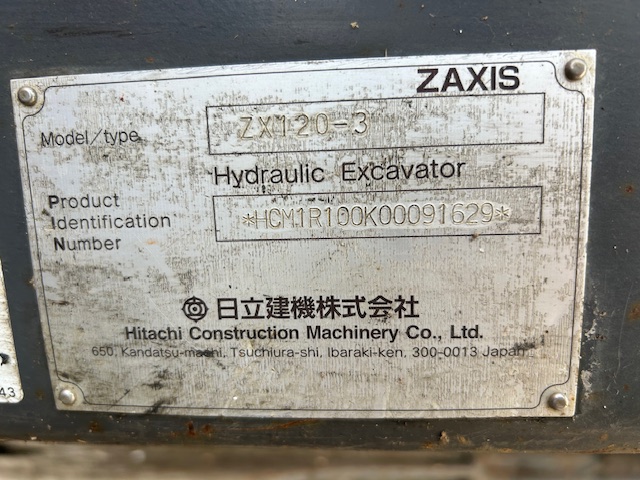 ZAXIS
Model/type ZX120-3
Hydraulic Excavator
Product
Identification
Number
*HCM1R100K00091629*
日立建機株式会社
Hitachi Construction Machinery Co., Ltd.
650, Kandatsu-machi, Tsuchiura-shi, Ibaraki-ken, 300-0013 Japan
43